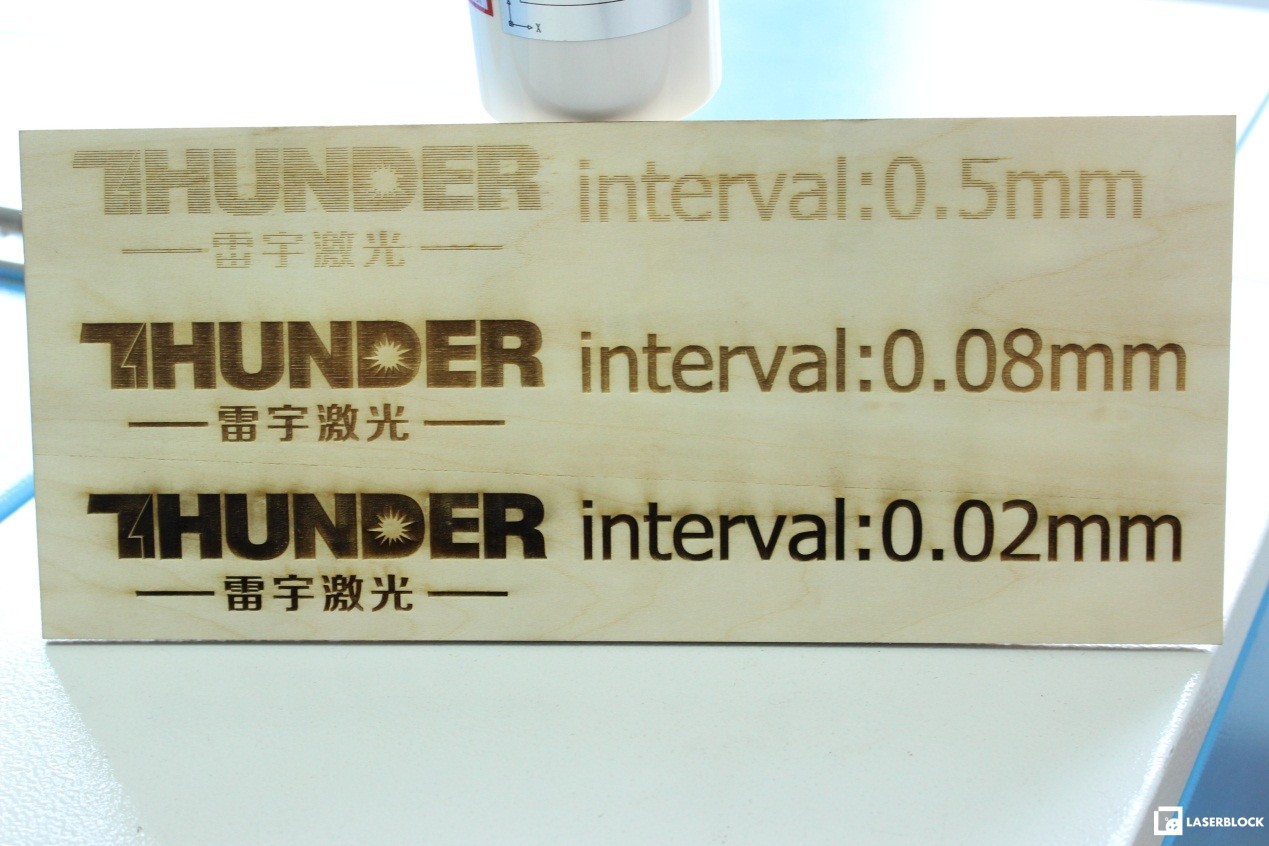 X
THUNDER interval:0.5mm
雷宇激光
THUNDER interval:0.08mm
雷宇激光
THUNDER interval:0.02mm
雷宇激光
LASERBLOCK